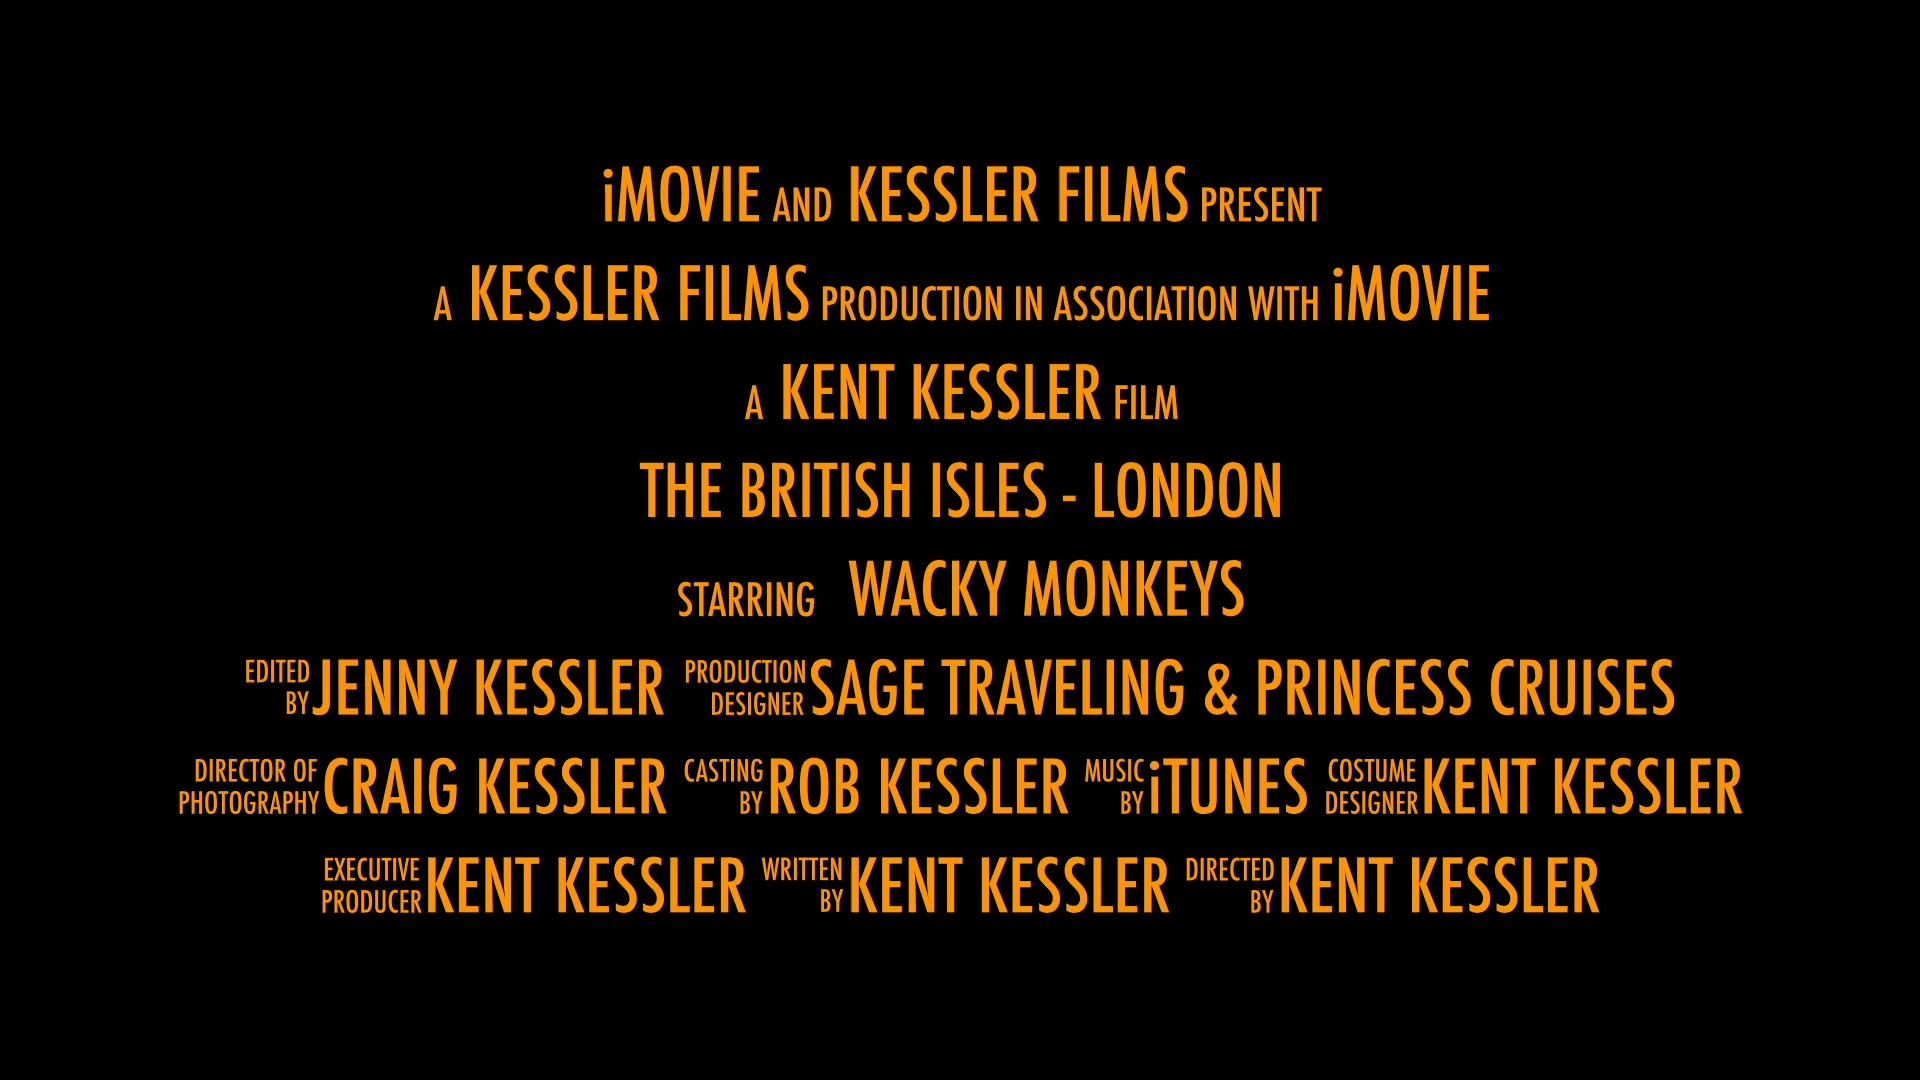 iMOVIE AND KESSLER FILMS PRESENT
A KESSLER FILMS PRODUCTION IN ASSOCIATION WITH iMOVIE
A KENT KESSLER FILM
THE BRITISH ISLES - LONDON
STARRING WACKY MONKEYS
EDITED BY JENNY KESSLER PRODUCTION DESIGNER SAGE TRAVELING & PRINCESS CRUISES
DIRECTOR OF PHOTOGRAPHY CRAIG KESSLER CASTING BY ROB KESSLER MUSIC BY iTUNES COSTUME DESIGNER KENT KESSLER
EXECUTIVE PRODUCER KENT KESSLER WRITTEN BY KENT KESSLER DIRECTED BY KENT KESSLER